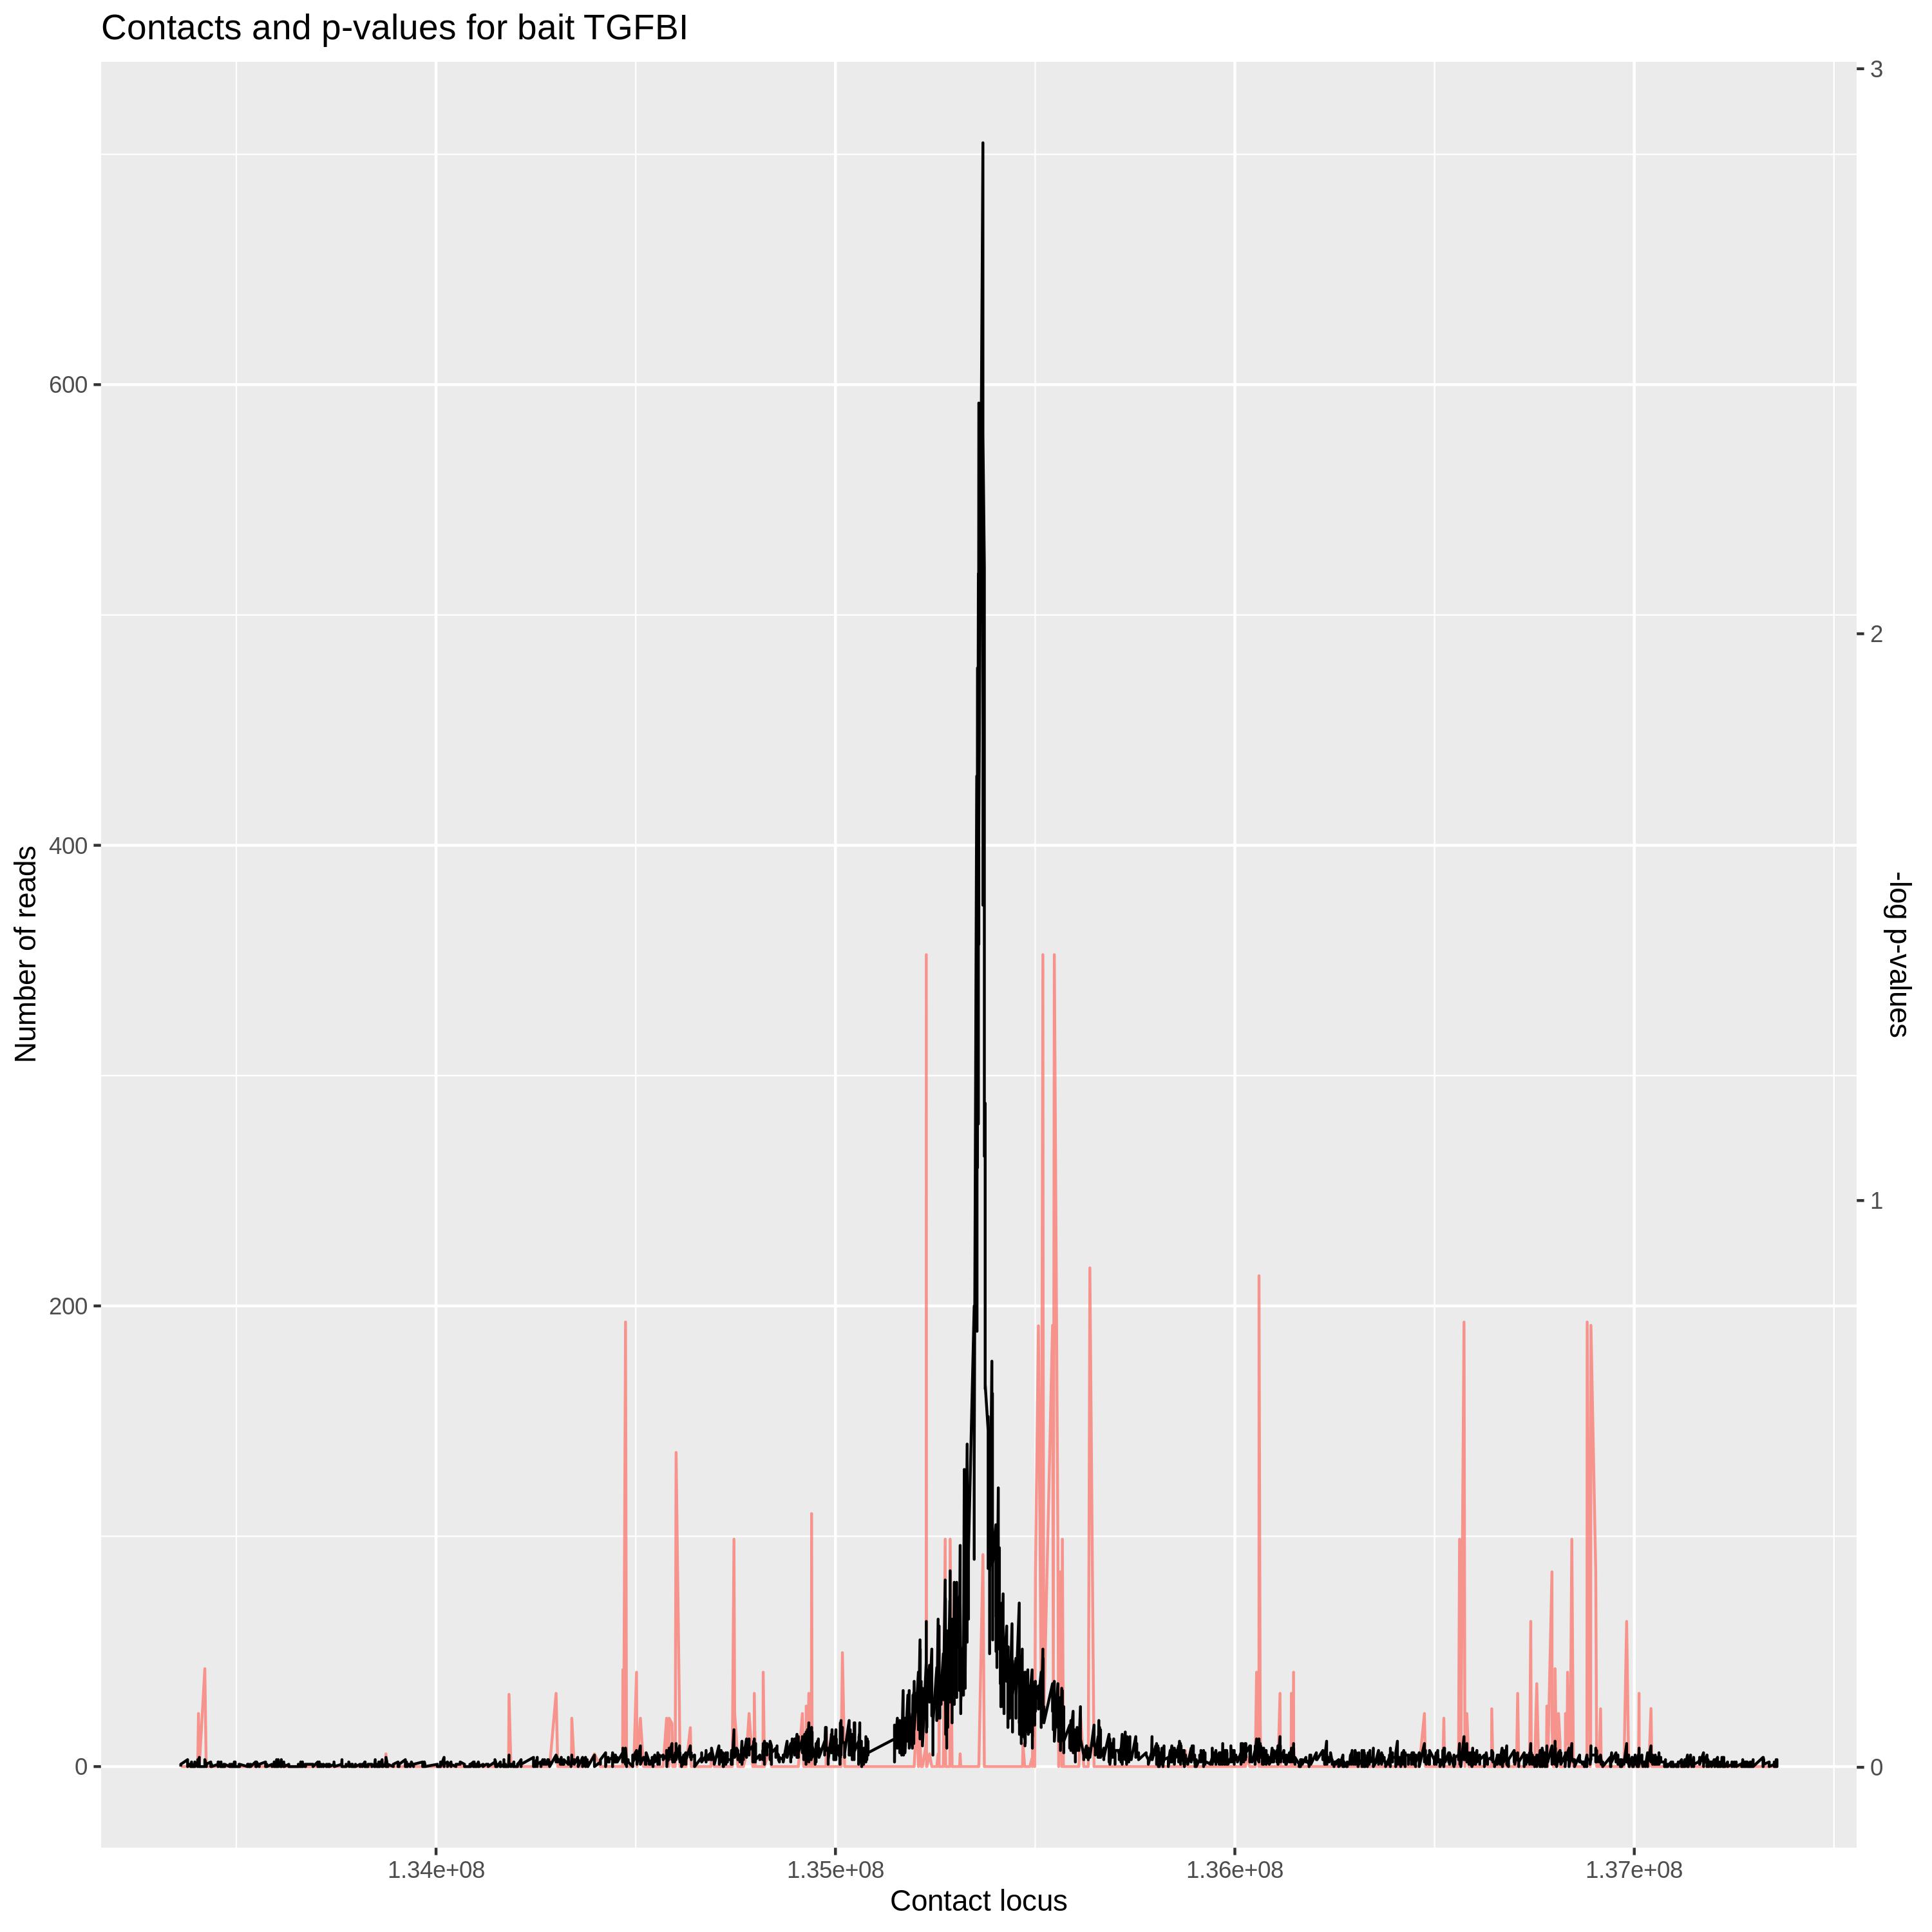 Contacts and p-values for bait TGFBI
3
600
2
400
Number of reads
-log p-values
1
200
0
0
1.34e+08
1.35e+08
1.36e+08
1.37e+08
Contact locus